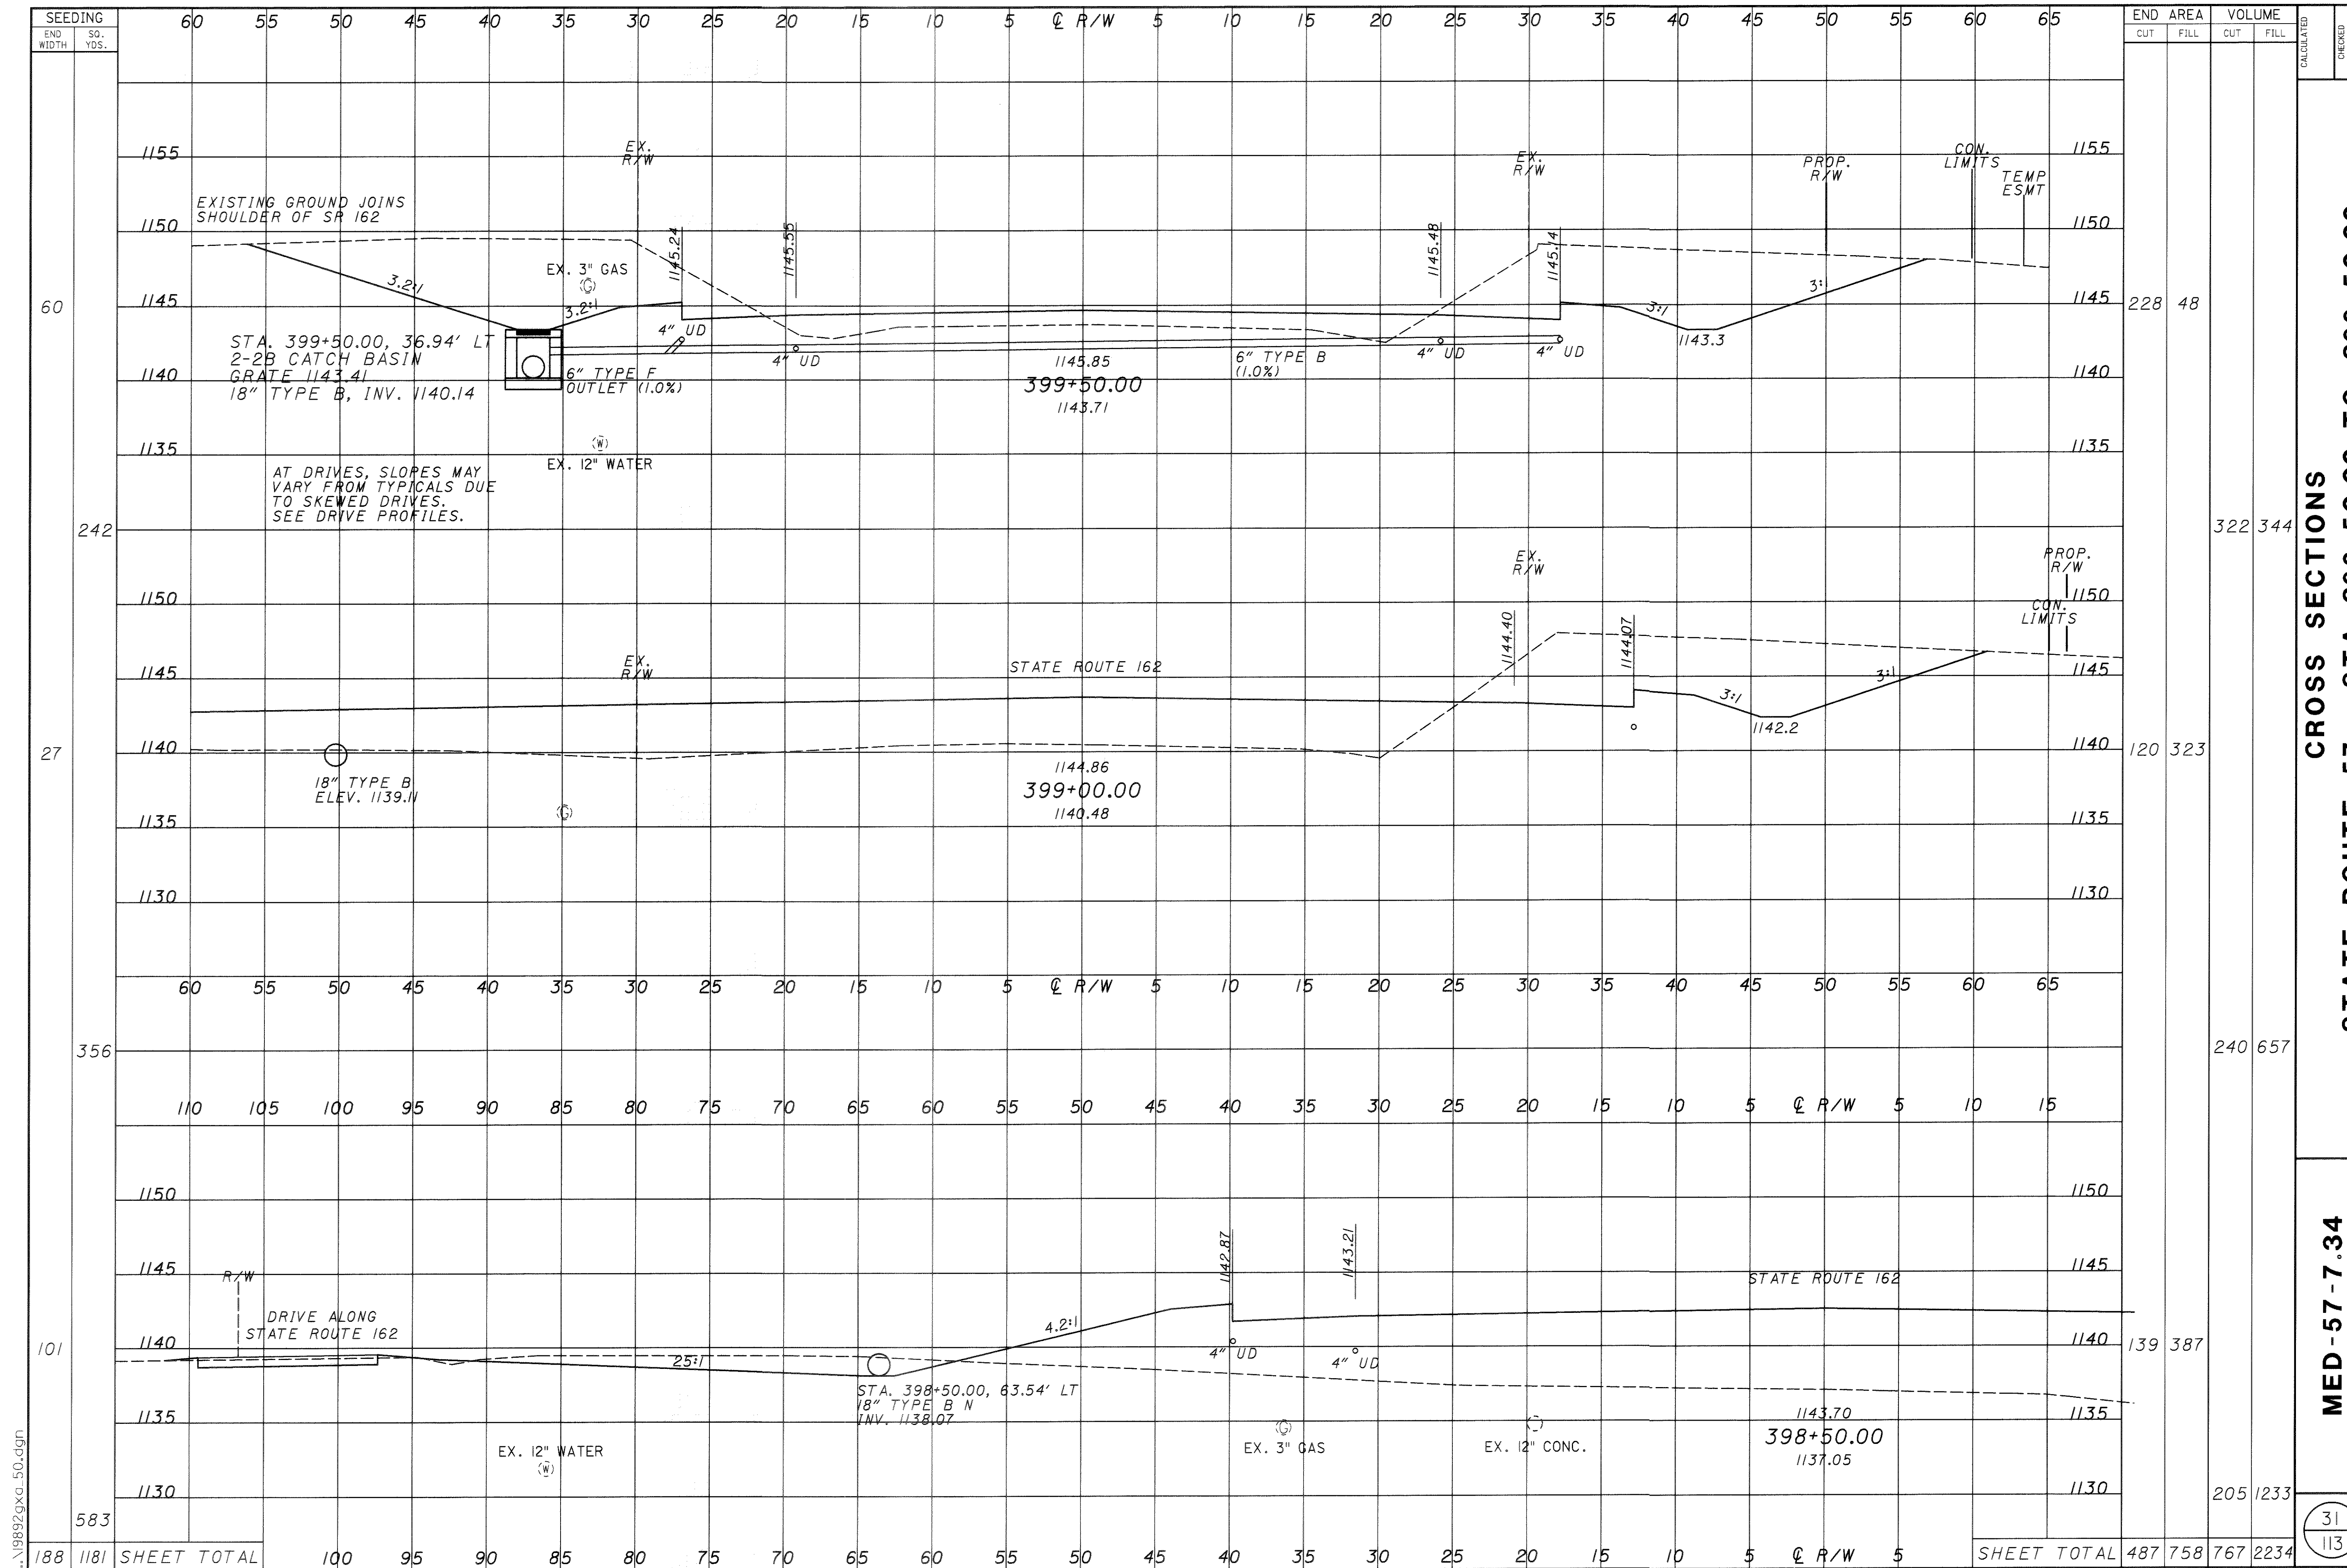 SEEDING
END WIDTH
SQ. YDS.
60 55 50 45 40 35 30 25 20 15 10 5 ℄ R/W 5 10 15 20 25 30 35 40 45 50 55 60 65
END AREA
VOLUME
CUT FILL CUT FILL
CALCULATED
CHECKED
1155
EX.
R/W
EX.
R/W
PROP.
R/W
CON.
LIMITS
TEMP
ESMT
1155
EXISTING GROUND JOINS
SHOULDER OF SR 162
1150
1145.24
1145.55
1145.48
1145.14
1150
EX. 3" GAS
G
3.2:1
3.2:1
3:1
3:1
60
1145
1145
228 48
STA. 399+50.00, 36.94' LT
2-2B CATCH BASIN
GRATE 1143.41
18" TYPE B, INV. 1140.14
4" UD
4" UD
4" UD
4" UD
1143.3
6" TYPE B
(1.0%)
6" TYPE F
OUTLET (1.0%)
1145.85
399+50.00
1143.71
1140
1140
W
EX. 12" WATER
1135
1135
AT DRIVES, SLOPES MAY
VARY FROM TYPICALS DUE
TO SKEWED DRIVES.
SEE DRIVE PROFILES.
242
322 344
EX.
R/W
PROP.
R/W
1150
1150
CON.
LIMITS
1144.40
1144.07
EX.
R/W
STATE ROUTE 162
1145
1145
3:1
3:1
1142.2
27
1140
1140
120 323
18" TYPE B
ELEV. 1139.11
1144.86
399+00.00
1140.48
G
1135
1135
1130
1130
60 55 50 45 40 35 30 25 20 15 10 5 ℄ R/W 5 10 15 20 25 30 35 40 45 50 55 60 65
356
240 657
110 105 100 95 90 85 80 75 70 65 60 55 50 45 40 35 30 25 20 15 10 5 ℄ R/W 5 10 15
1150
1150
1142.87
1143.21
1145
1145
R/W
STATE ROUTE 162
DRIVE ALONG
STATE ROUTE 162
4.2:1
101
1140
1140
139 387
25:1
4" UD
4" UD
STA. 398+50.00, 63.54' LT
18" TYPE B N
INV. 1138.07
1135
1135
1143.70
398+50.00
1137.05
EX. 12" WATER
W
G
EX. 3" GAS
EX. 12" CONC.
1130
1130
205 1233
583
188 1181 SHEET TOTAL
100 95 90 85 80 75 70 65 60 55 50 45 40 35 30 25 20 15 10 5 ℄ R/W 5
SHEET TOTAL 487 758 767 2234
CROSS SECTIONS
MED-57-7.34
31
113
..\19892gxa_50.dgn